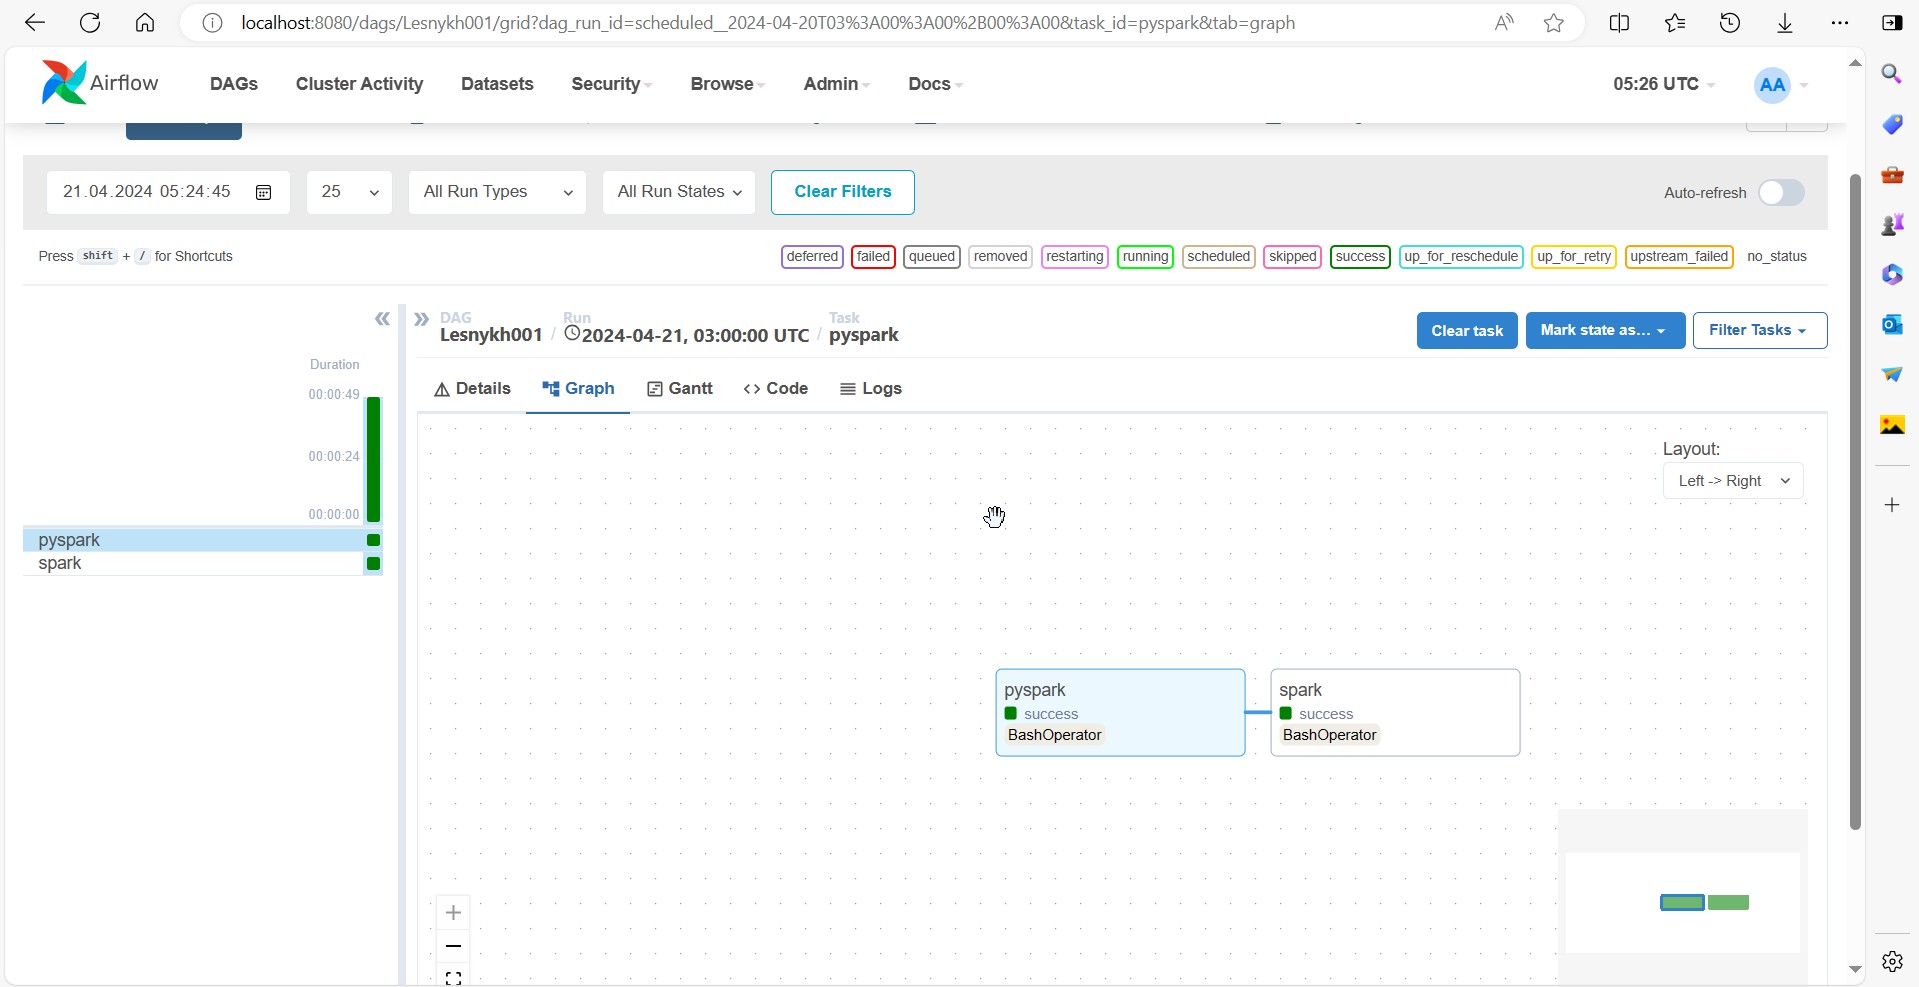 localhost:8080/dags/Lesnykh001/grid?dag_run_id=scheduled__2024-04-20T03%3A00%3A00%2B00%3A00&task_id=pyspark&tab=graph
Airflow DAGs Cluster Activity Datasets Security Browse Admin Docs 05:26 UTC AA
21.04.2024 05:24:45 25 All Run Types All Run States Clear Filters Auto-refresh
Press shift + / for Shortcuts deferred failed queued removed restarting running scheduled skipped success up_for_reschedule up_for_retry upstream_failed no_status
DAG Run Task
Lesnykh001 / 2024-04-21, 03:00:00 UTC / pyspark Clear task Mark state as... Filter Tasks
Duration
Details Graph Gantt Code Logs
00:00:49
00:00:24
00:00:00
pyspark
spark
Layout:
Left -> Right
pyspark
success
BashOperator
spark
success
BashOperator